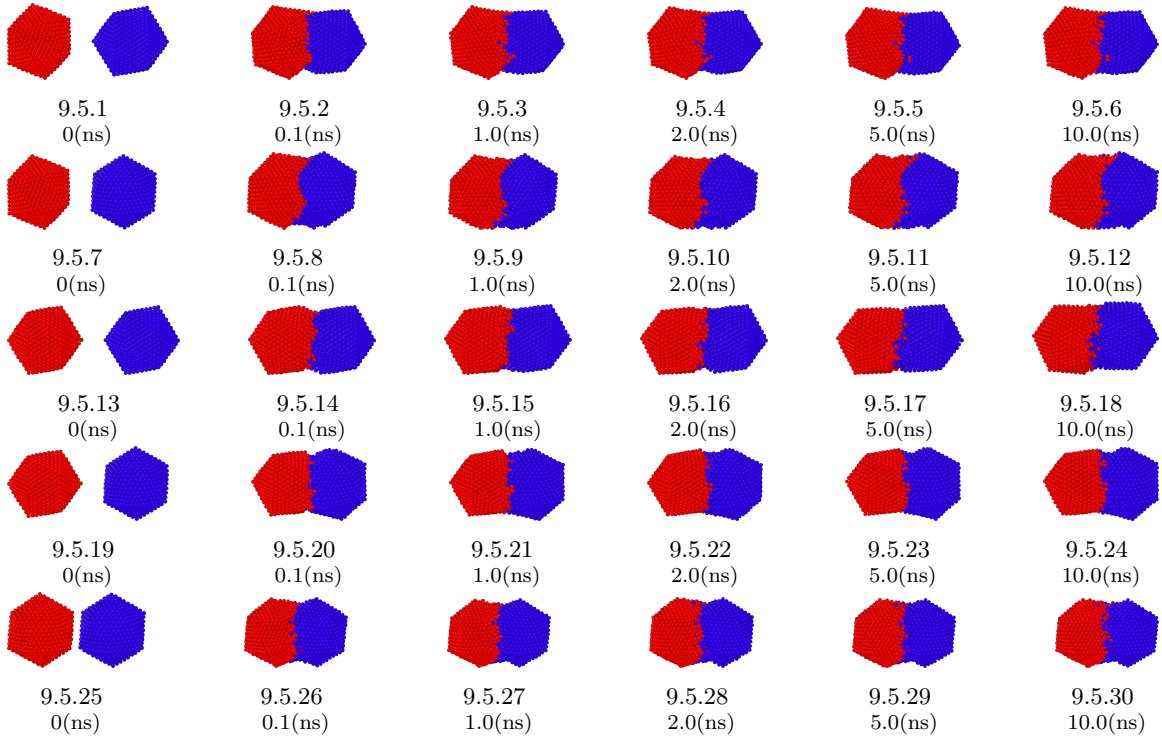 9.5.1 9.5.2 9.5.3 9.5.4 9.5.5 9.5.6
0(ns) 0.1(ns) 1.0(ns) 2.0(ns) 5.0(ns) 10.0(ns)
9.5.7 9.5.8 9.5.9 9.5.10 9.5.11 9.5.12
0(ns) 0.1(ns) 1.0(ns) 2.0(ns) 5.0(ns) 10.0(ns)
9.5.13 9.5.14 9.5.15 9.5.16 9.5.17 9.5.18
0(ns) 0.1(ns) 1.0(ns) 2.0(ns) 5.0(ns) 10.0(ns)
9.5.19 9.5.20 9.5.21 9.5.22 9.5.23 9.5.24
0(ns) 0.1(ns) 1.0(ns) 2.0(ns) 5.0(ns) 10.0(ns)
9.5.25 9.5.26 9.5.27 9.5.28 9.5.29 9.5.30
0(ns) 0.1(ns) 1.0(ns) 2.0(ns) 5.0(ns) 10.0(ns)